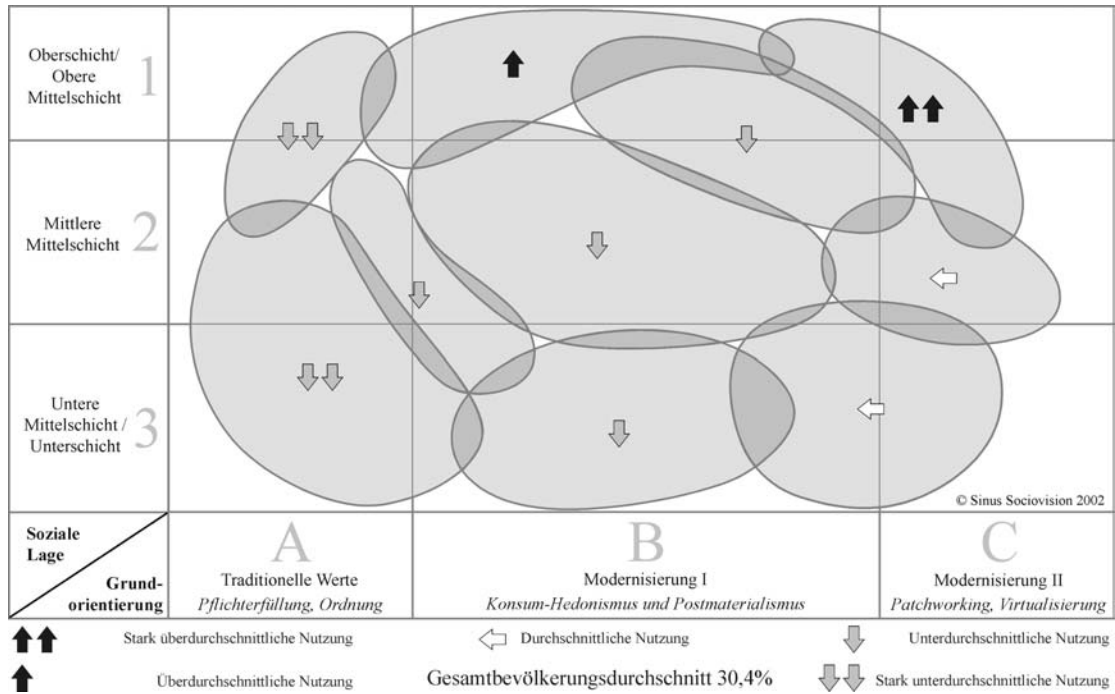 Oberschicht/
Obere
Mittelschicht
1
Mittlere
Mittelschicht
2
Untere
Mittelschicht /
Unterschicht
3
© Sinus Sociovision 2002
Soziale
Lage
Grund-
orientierung
A
Traditionelle Werte
Pflichterfüllung, Ordnung
B
Modernisierung I
Konsum-Hedonismus und Postmaterialismus
C
Modernisierung II
Patchworking, Virtualisierung
Stark überdurchschnittliche Nutzung
Durchschnittliche Nutzung
Unterdurchschnittliche Nutzung
Überdurchschnittliche Nutzung
Gesamtbevölkerungsdurchschnitt 30,4%
Stark unterdurchschnittliche Nutzung